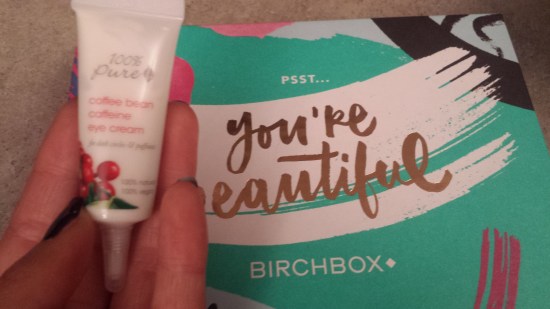 100%
pure
coffee bean
caffeine
eye cream
PSST...
you're
beautiful
BIRCHBOX